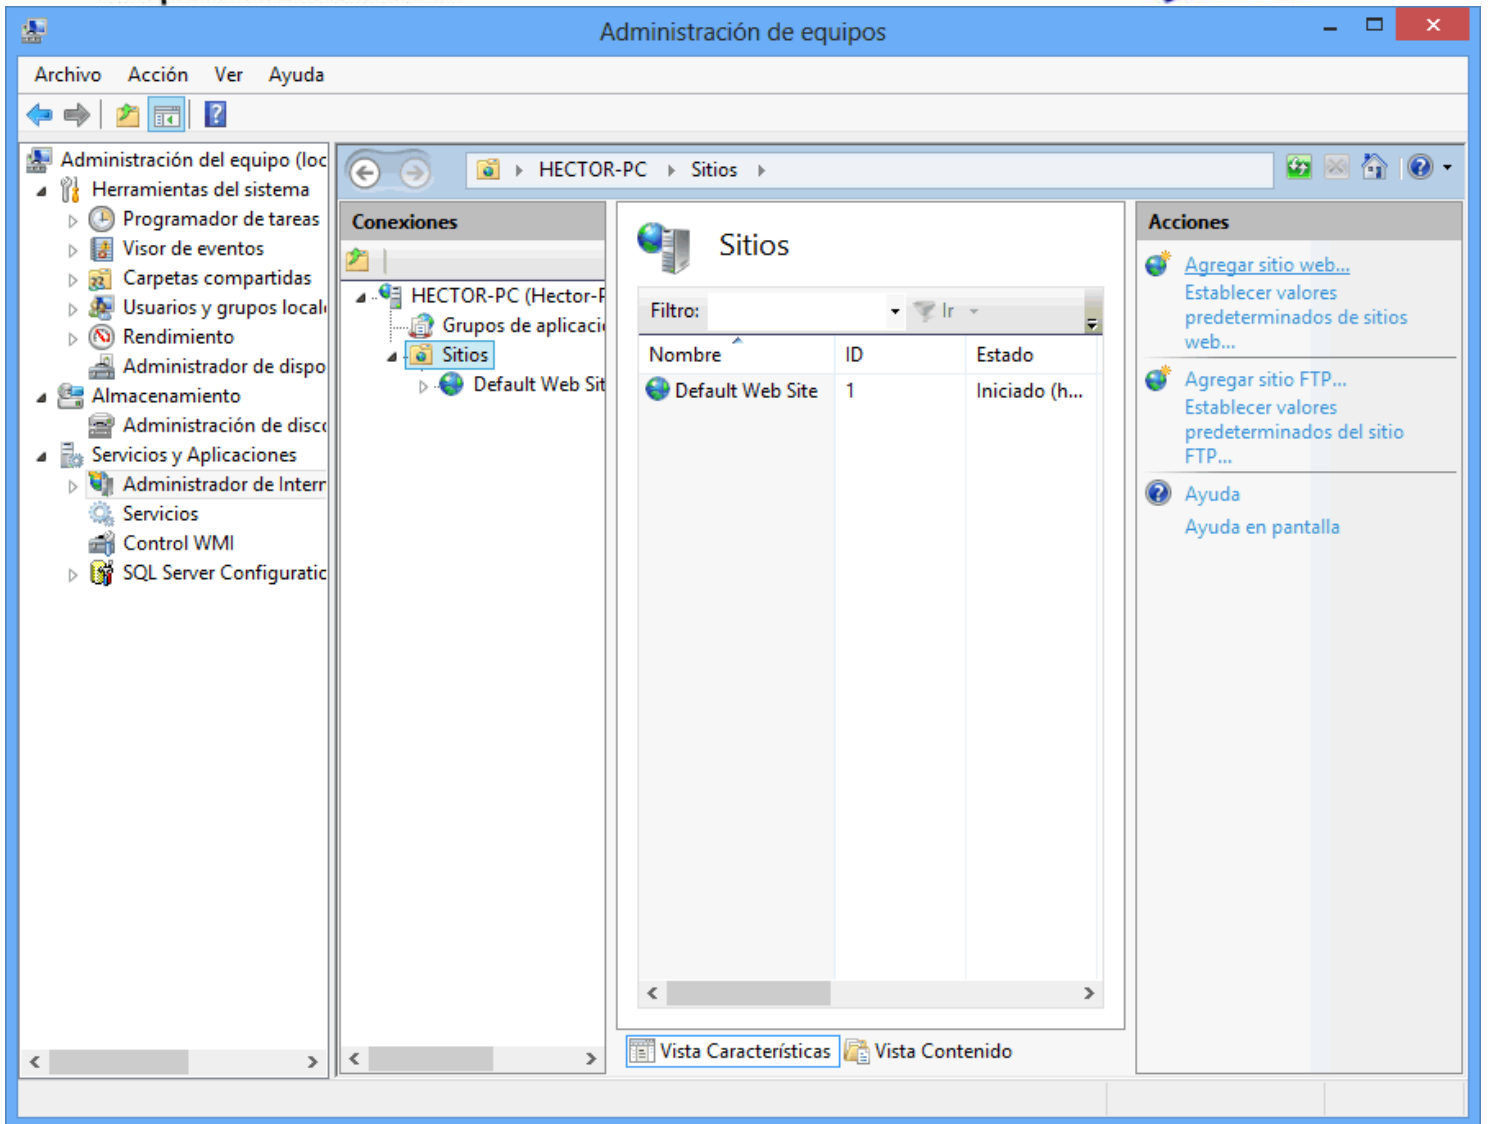 Administración de equipos
Archivo Acción Ver Ayuda
Administración del equipo (loc
Herramientas del sistema
Programador de tareas
Visor de eventos
Carpetas compartidas
Usuarios y grupos local
Rendimiento
Administrador de dispo
Almacenamiento
Administración de disc
Servicios y Aplicaciones
Administrador de Intern
Servicios
Control WMI
SQL Server Configuratic
HECTOR-PC Sitios
Conexiones
HECTOR-PC (Hector-P
Grupos de aplicaci
Sitios
Default Web Sit
Sitios
Filtro: Ir
Nombre ID Estado
Default Web Site 1 Iniciado (h...
Vista Características Vista Contenido
Acciones
Agregar sitio web...
Establecer valores
predeterminados de sitios
web...
Agregar sitio FTP...
Establecer valores
predeterminados del sitio
FTP...
Ayuda
Ayuda en pantalla